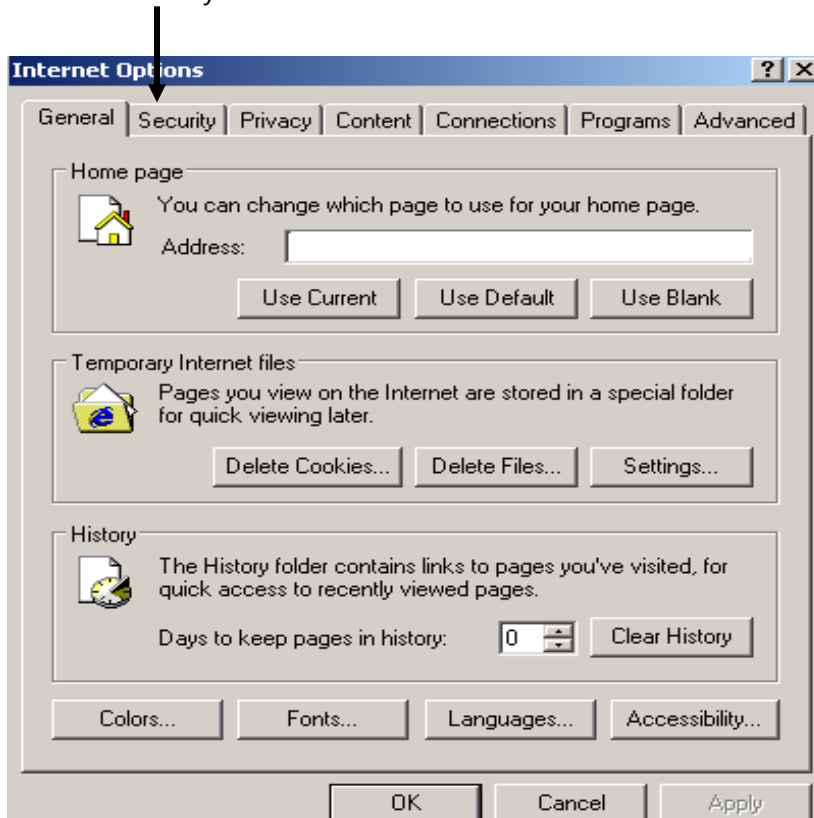 Internet Options
General Security Privacy Content Connections Programs Advanced
Home page
You can change which page to use for your home page.
Address:
Use Current Use Default Use Blank
Temporary Internet files
Pages you view on the Internet are stored in a special folder
for quick viewing later.
Delete Cookies... Delete Files... Settings...
History
The History folder contains links to pages you've visited, for
quick access to recently viewed pages.
Days to keep pages in history: 0 Clear History
Colors... Fonts... Languages... Accessibility...
OK Cancel Apply